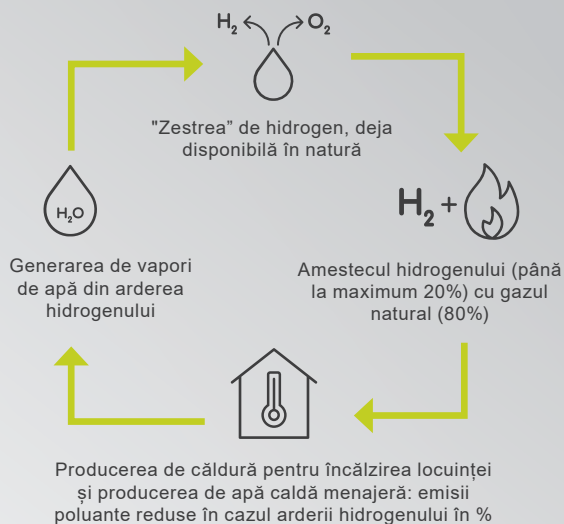 H₂ O₂
"Zestrea” de hidrogen, deja
disponibilă în natură
H₂ +
Amestecul hidrogenului (până
la maximum 20%) cu gazul
natural (80%)
Producerea de căldură pentru încălzirea locuinței
și producerea de apă caldă menajeră: emisii
poluante reduse în cazul arderii hidrogenului în %
H₂O
Generarea de vapori
de apă din arderea
hidrogenului